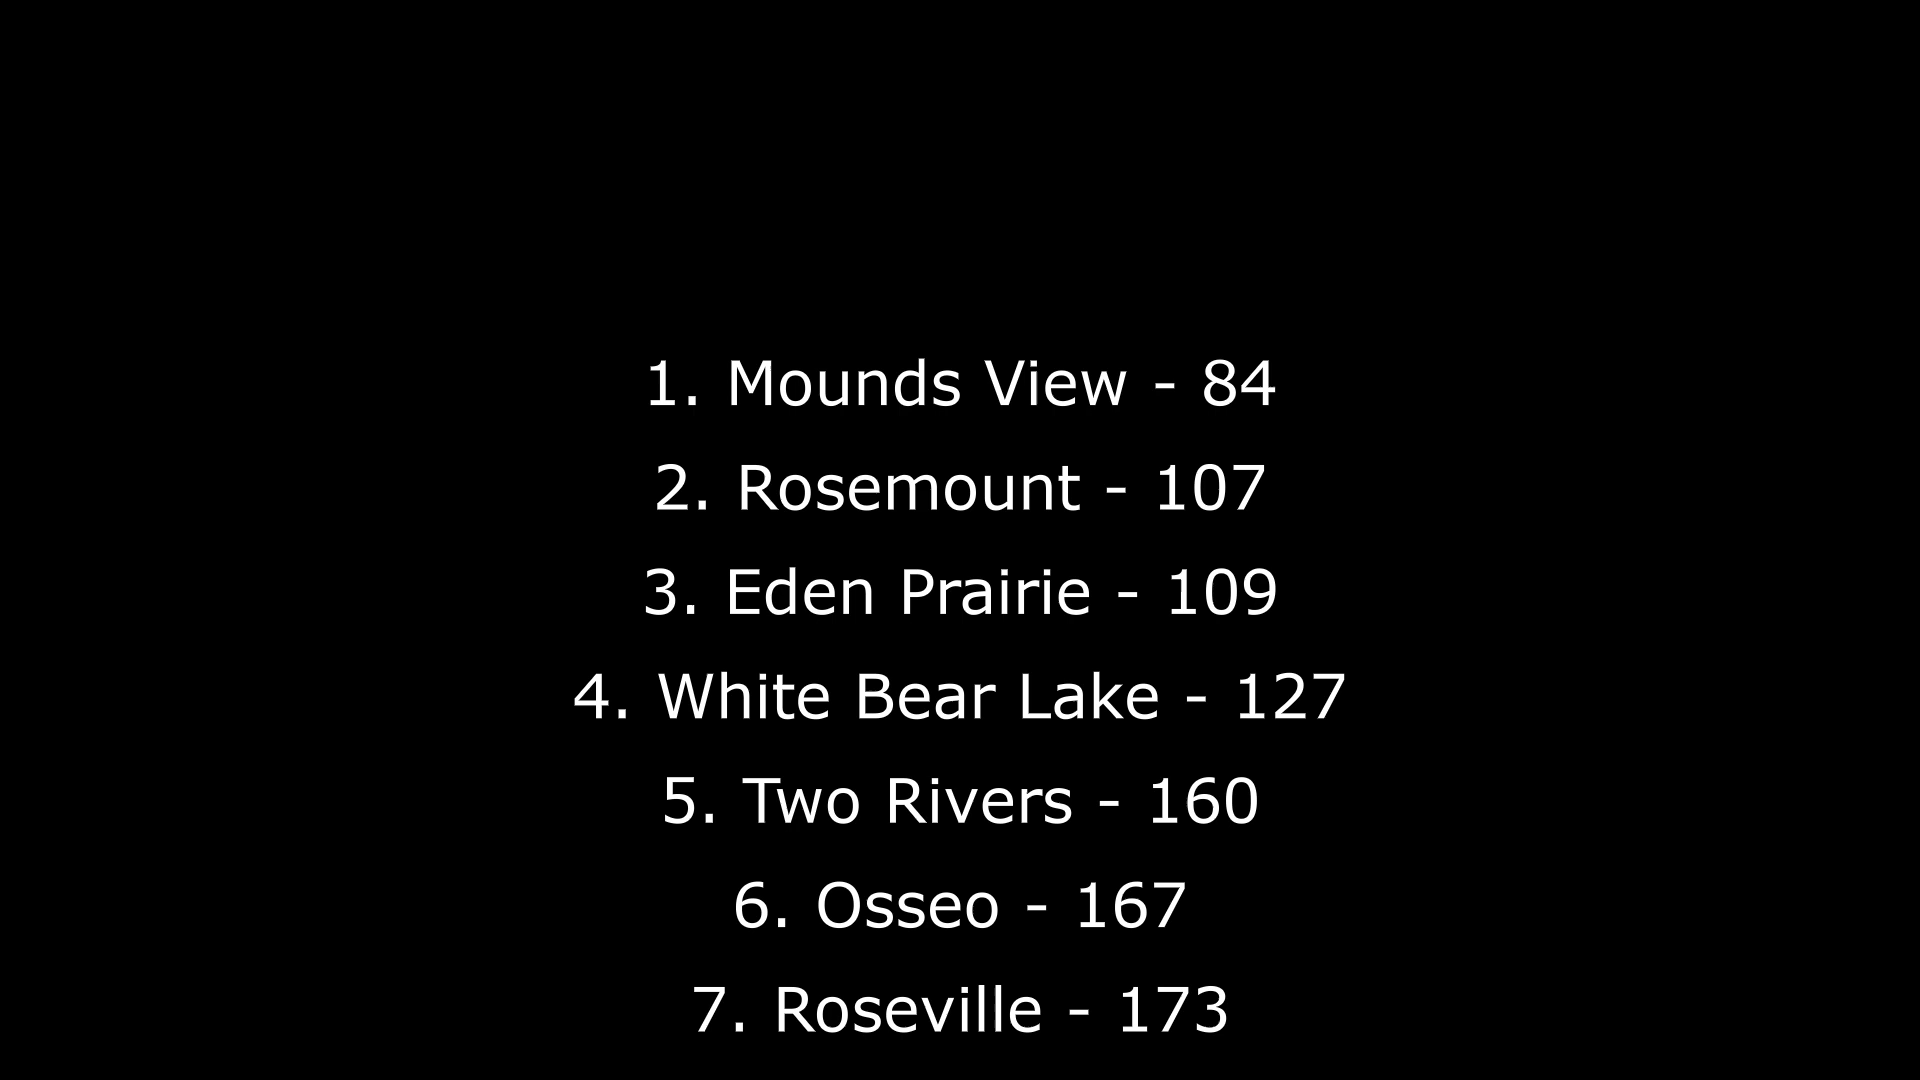 1. Mounds View - 84
2. Rosemount - 107
3. Eden Prairie - 109
4. White Bear Lake - 127
5. Two Rivers - 160
6. Osseo - 167
7. Roseville - 173